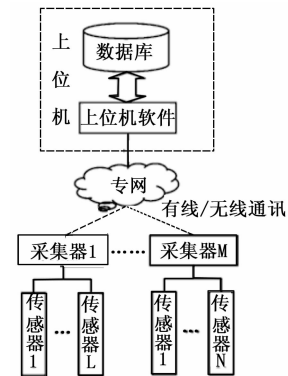 上位机
数据库
上位机软件
专网
有线/无线通讯
采集器1
……
采集器M
传感器1
...
传感器L
传感器1
...
传感器N